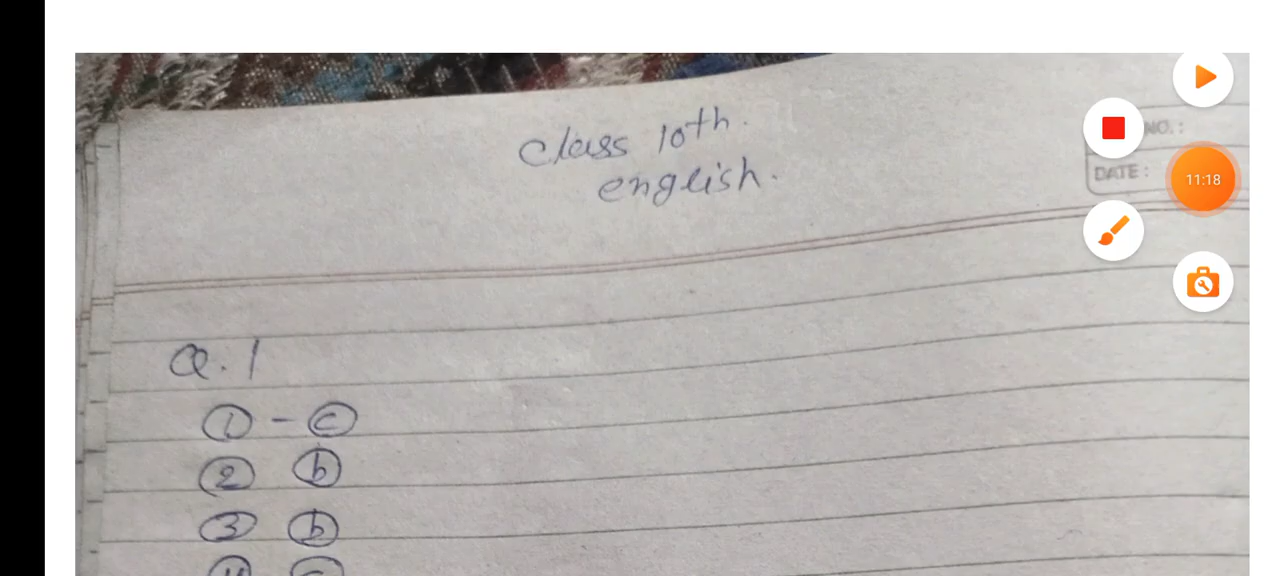 Class 10th.
english.
NO.:
DATE:
11:18
Q.1
① - ©
② ⓑ
③ ⓑ